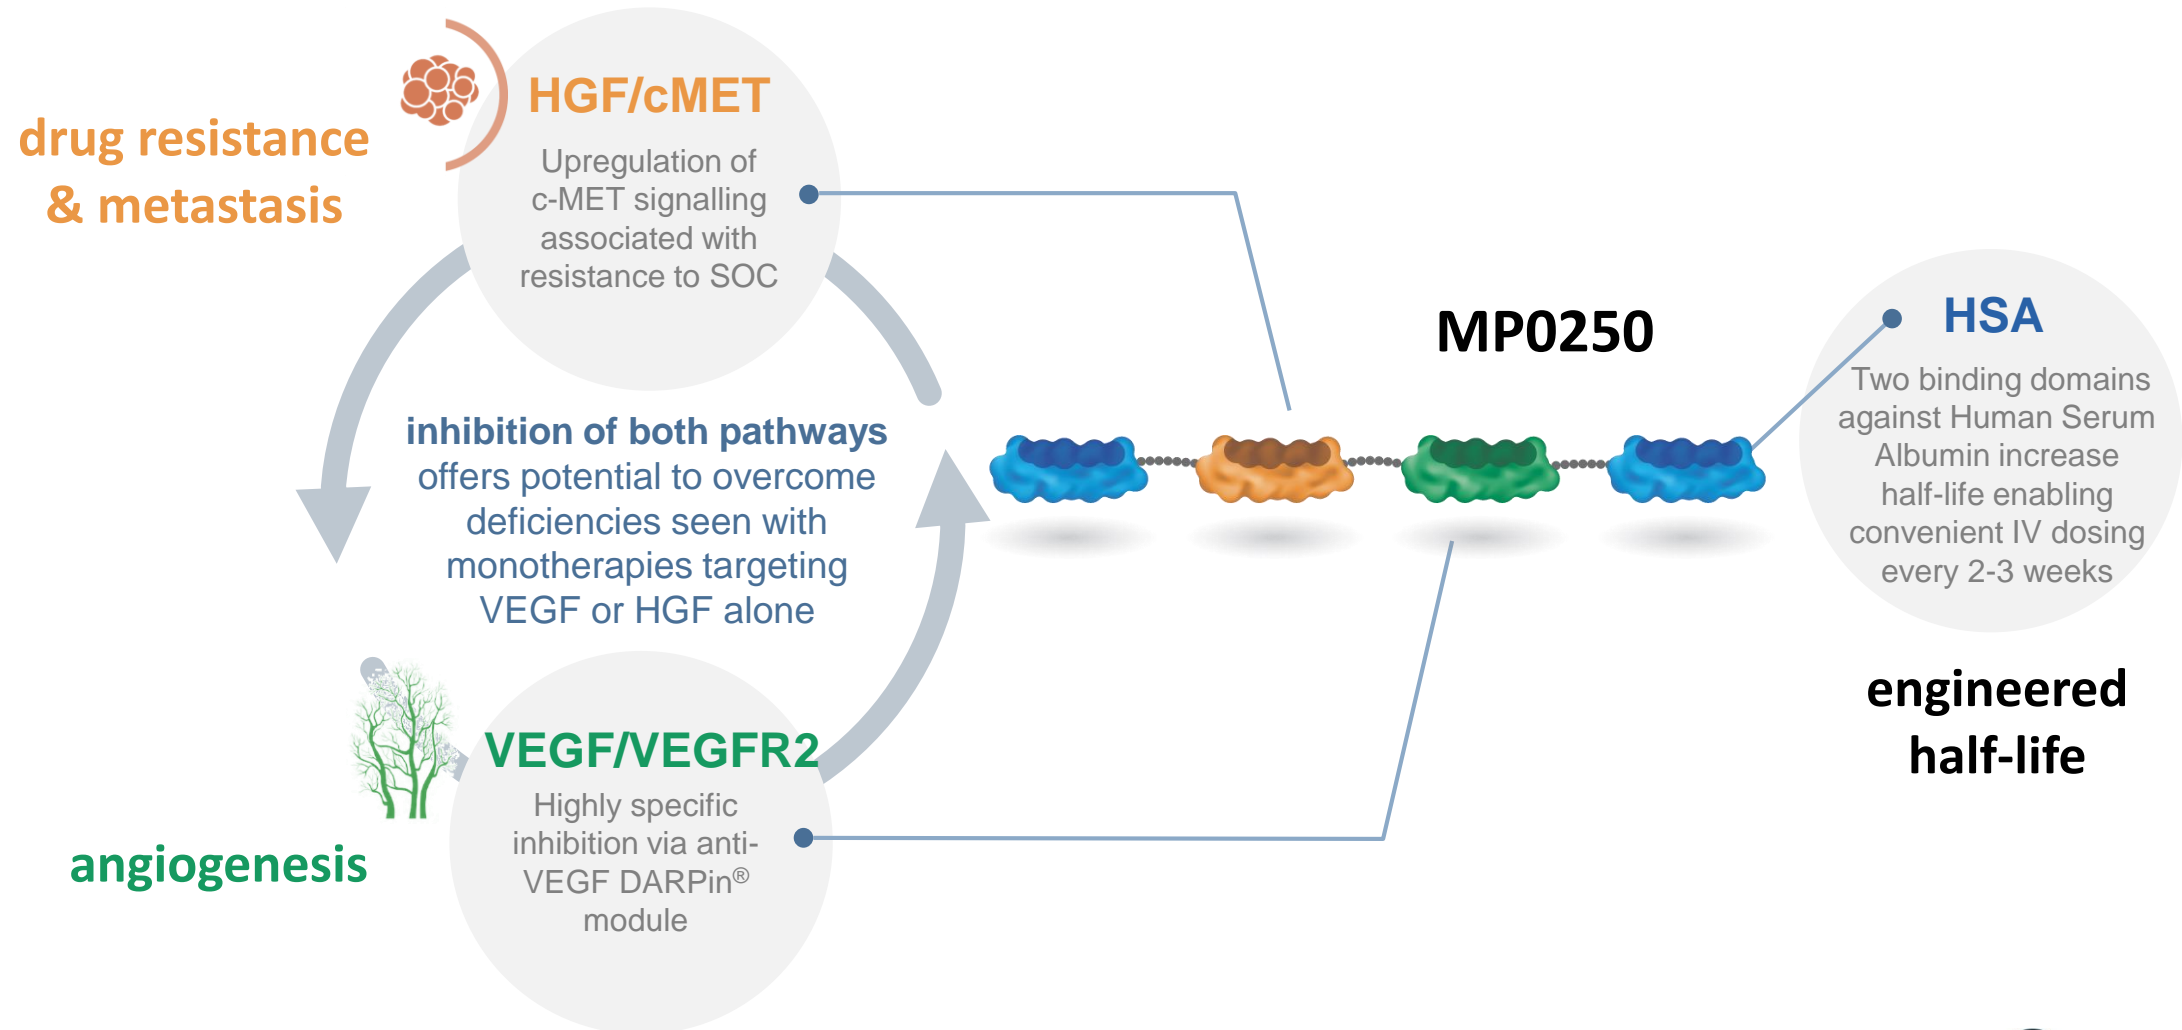 drug resistance
& metastasis
HGF/cMET
Upregulation of
c-MET signalling
associated with
resistance to SOC
inhibition of both pathways
offers potential to overcome
deficiencies seen with
monotherapies targeting
VEGF or HGF alone
VEGF/VEGFR2
Highly specific
inhibition via anti-
VEGF DARPin®
module
angiogenesis
MP0250
HSA
Two binding domains
against Human Serum
Albumin increase
half-life enabling
convenient IV dosing
every 2-3 weeks
engineered
half-life